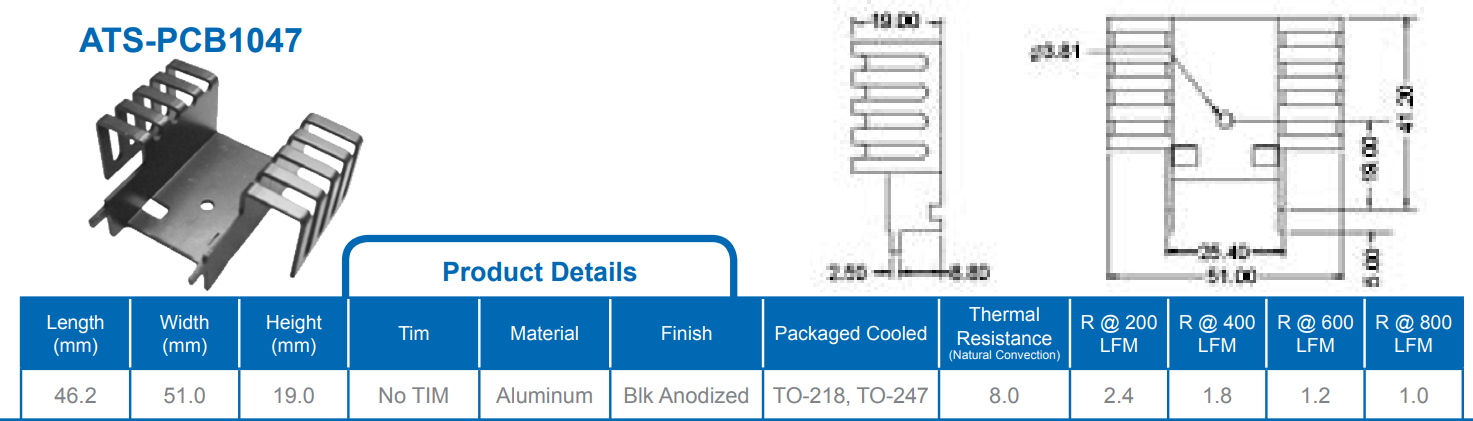 ATS-PCB1047
19.00
ø3.81
41.20
19.00
2.50
6.80
25.40
51.00
5.00
Product Details
Length
(mm)
Width
(mm)
Height
(mm)
Tim
Material
Finish
Packaged Cooled
Thermal
Resistance
(Natural Convection)
R @ 200
LFM
R @ 400
LFM
R @ 600
LFM
R @ 800
LFM
46.2
51.0
19.0
No TIM
Aluminum
Blk Anodized
TO-218, TO-247
8.0
2.4
1.8
1.2
1.0